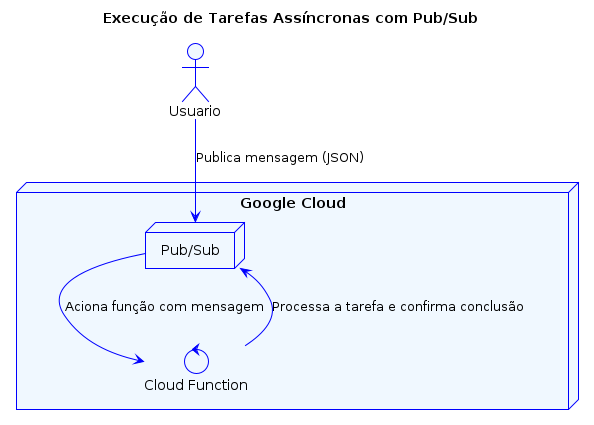 Execução de Tarefas Assíncronas com Pub/Sub
Usuario
Publica mensagem (JSON)
Google Cloud
Pub/Sub
Aciona função com mensagem
Processa a tarefa e confirma conclusão
Cloud Function